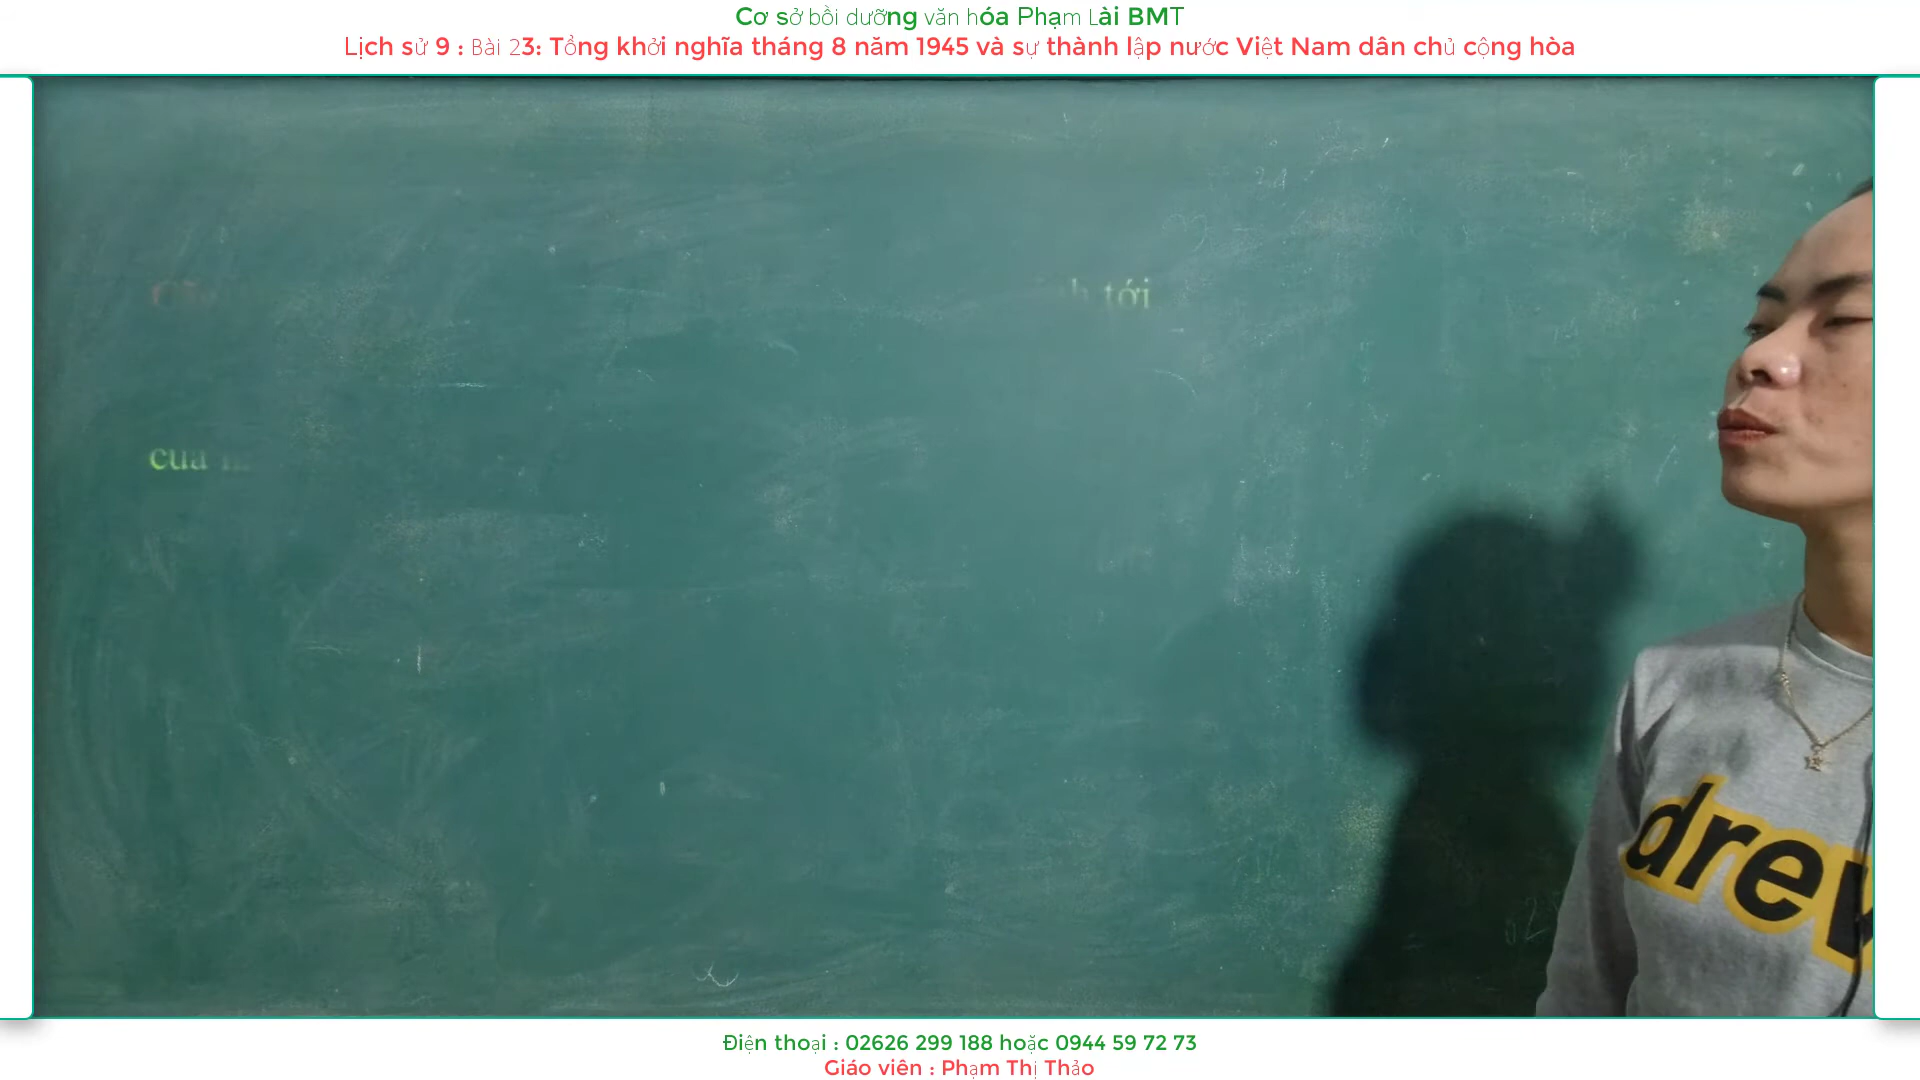 Cơ sở bồi dưỡng văn hóa Phạm Lài BMT
Lịch sử 9 : Bài 23: Tổng khởi nghĩa tháng 8 năm 1945 và sự thành lập nước Việt Nam dân chủ cộng hòa
tới
của
drew
Điện thoại : 02626 299 188 hoặc 0944 59 72 73
Giáo viên : Phạm Thị Thảo